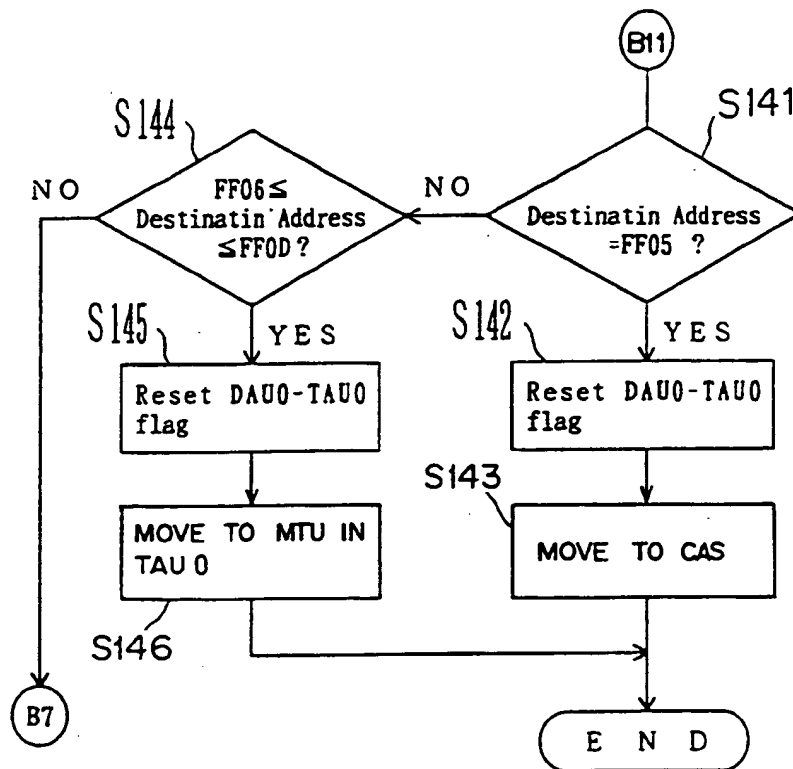 B11
S141
Destinatin Address
=FF05 ?
NO
YES
S144
FF06≦
Destinatin Address
≦FF0D?
NO
YES
S142
Reset DAU0-TAU0
flag
S143
MOVE TO CAS
S145
Reset DAU0-TAU0
flag
MOVE TO MTU IN
TAU 0
S146
B7
E N D